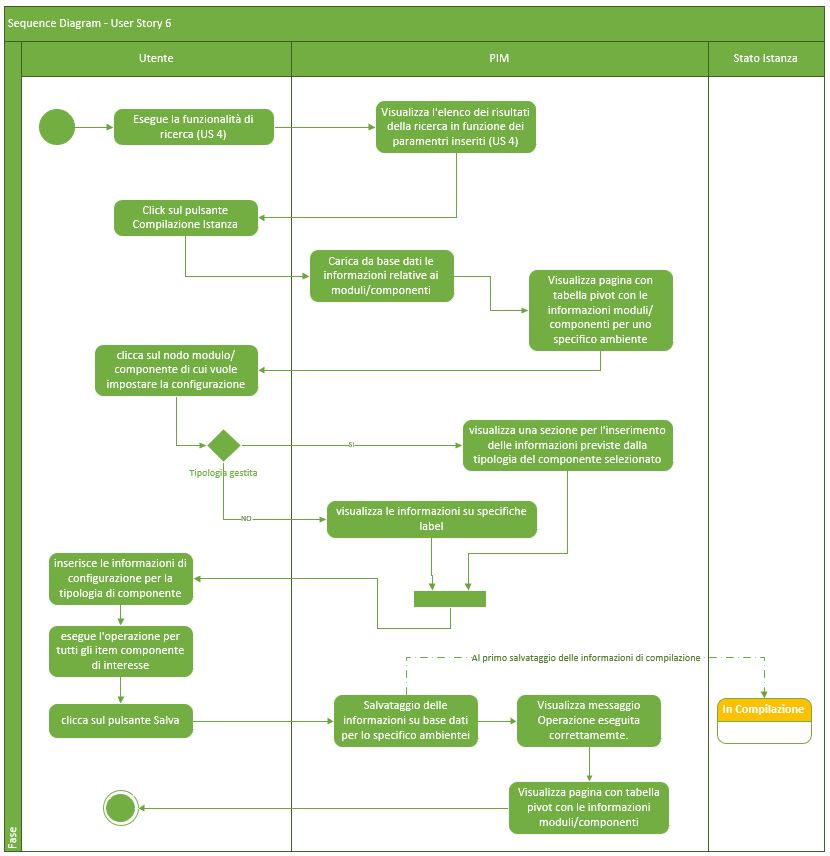 Sequence Diagram - User Story 6
Utente
PIM
Stato Istanza
Esegue la funzionalità di
ricerca (US 4)
Visualizza l'elenco dei risultati
della ricerca in funzione dei
paramentri inseriti (US 4)
Click sul pulsante
Compilazione Istanza
Carica da base dati le
informazioni relative ai
moduli/componenti
Visualizza pagina con
tabella pivot con le
informazioni moduli/
componenti per uno
specifico ambiente
clicca sul nodo modulo/
componente di cui vuole
impostare la configurazione
SI
visualizza una sezione per l'inserimento
delle informazioni previste dalla
tipologia del componente selezionato
Tipologia gestita
NO
visualizza le informazioni su specifiche
label
inserisce le informazioni di
configurazione per la
tipologia di componente
esegue l'operazione per
tutti gli item componente
di interesse
Al primo salvataggio delle informazioni di compilazione
clicca sul pulsante Salva
Salvataggio delle
informazioni su base dati
per lo specifico ambientei
Visualizza messaggio
Operazione eseguita
correttamemte.
In Compilazione
Visualizza pagina con tabella
pivot con le informazioni
moduli/componenti
Fase